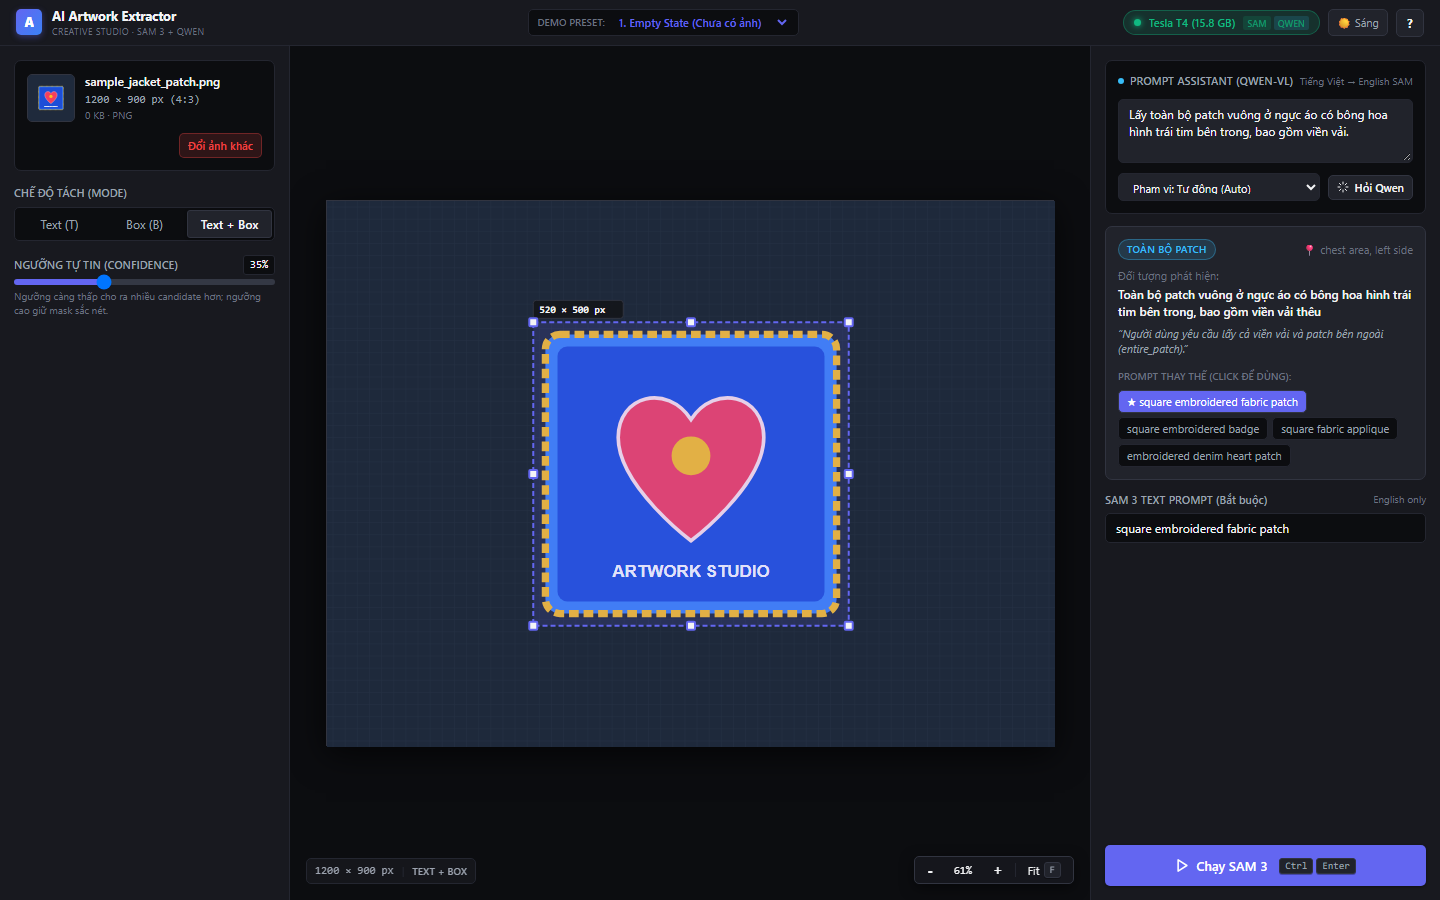 A
AI Artwork Extractor
CREATIVE STUDIO · SAM 3 + QWEN
DEMO PRESET: 1. Empty State (Chưa có ảnh)
Tesla T4 (15.8 GB) SAM QWEN
Sáng
?
sample_jacket_patch.png
1200 × 900 px (4:3)
0 KB · PNG
Đổi ảnh khác
CHẾ ĐỘ TÁCH (MODE)
Text (T) Box (B) Text + Box
NGƯỠNG TỰ TIN (CONFIDENCE) 35%
Ngưỡng càng thấp cho ra nhiều candidate hơn; ngưỡng
cao giữ mask sắc nét.
520 × 500 px
ARTWORK STUDIO
1200 × 900 px TEXT + BOX
- 61% + Fit F
PROMPT ASSISTANT (QWEN-VL) Tiếng Việt → English SAM
Lấy toàn bộ patch vuông ở ngực áo có bông hoa
hình trái tim bên trong, bao gồm viền vải.
Phạm vi: Tự động (Auto) Hỏi Qwen
TOÀN BỘ PATCH chest area, left side
Đối tượng phát hiện:
Toàn bộ patch vuông ở ngực áo có bông hoa hình trái
tim bên trong, bao gồm viền vải thêu
"Người dùng yêu cầu lấy cả viền vải và patch bên ngoài
(entire_patch)."
PROMPT THAY THẾ (CLICK ĐỂ DÙNG):
★ square embroidered fabric patch
square embroidered badge square fabric applique
embroidered denim heart patch
SAM 3 TEXT PROMPT (Bắt buộc) English only
square embroidered fabric patch
Chạy SAM 3 Ctrl Enter